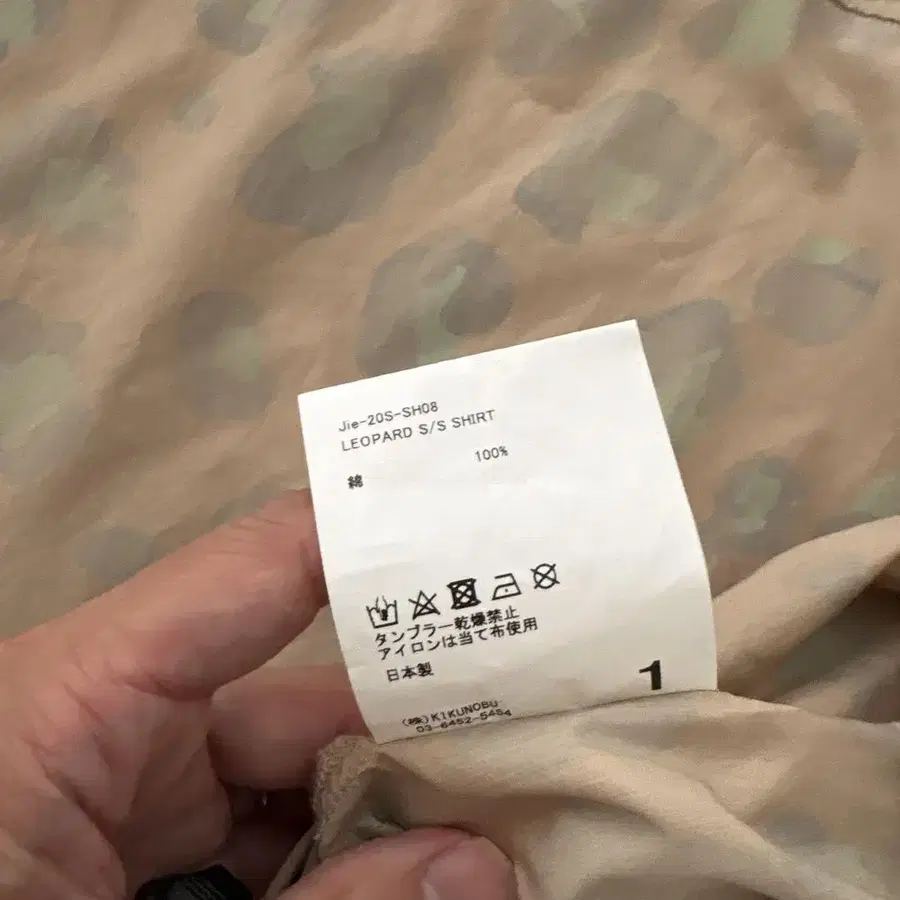 Jie-20S-SH08
LEOPARD S/S SHIRT
綿 100%
タンブラー乾燥禁止
アイロンは当て布使用
日本製
1
(株)KIKUNOBU
03-6452-5454